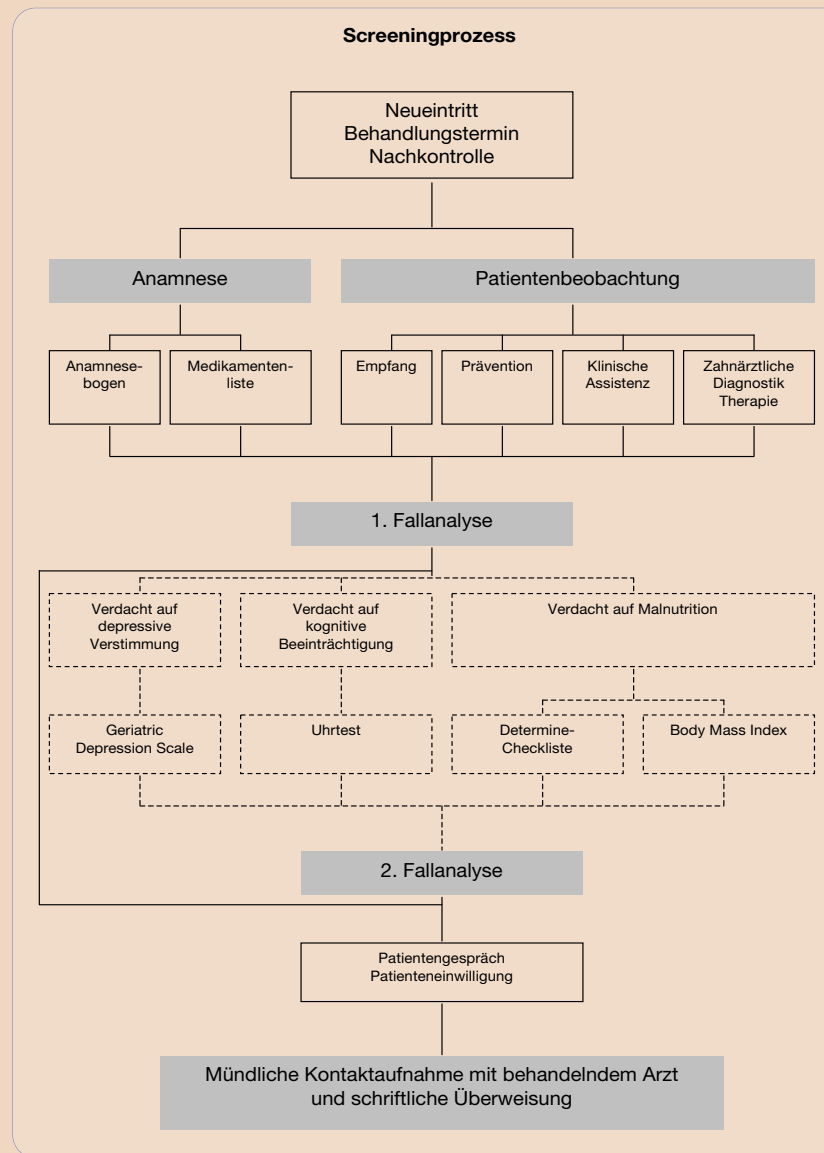 Screeningprozess
Neueintritt
Behandlungstermin
Nachkontrolle
Anamnese
Patientenbeobachtung
Anamnese-
bogen
Medikamenten-
liste
Empfang
Prävention
Klinische
Assistenz
Zahnärztliche
Diagnostik
Therapie
1. Fallanalyse
Verdacht auf
depressive
Verstimmung
Verdacht auf
kognitive
Beeinträchtigung
Verdacht auf Malnutrition
Geriatric
Depression Scale
Uhrtest
Determine-
Checkliste
Body Mass Index
2. Fallanalyse
Patientengespräch
Patienteneinwilligung
Mündliche Kontaktaufnahme mit behandelndem Arzt
und schriftliche Überweisung